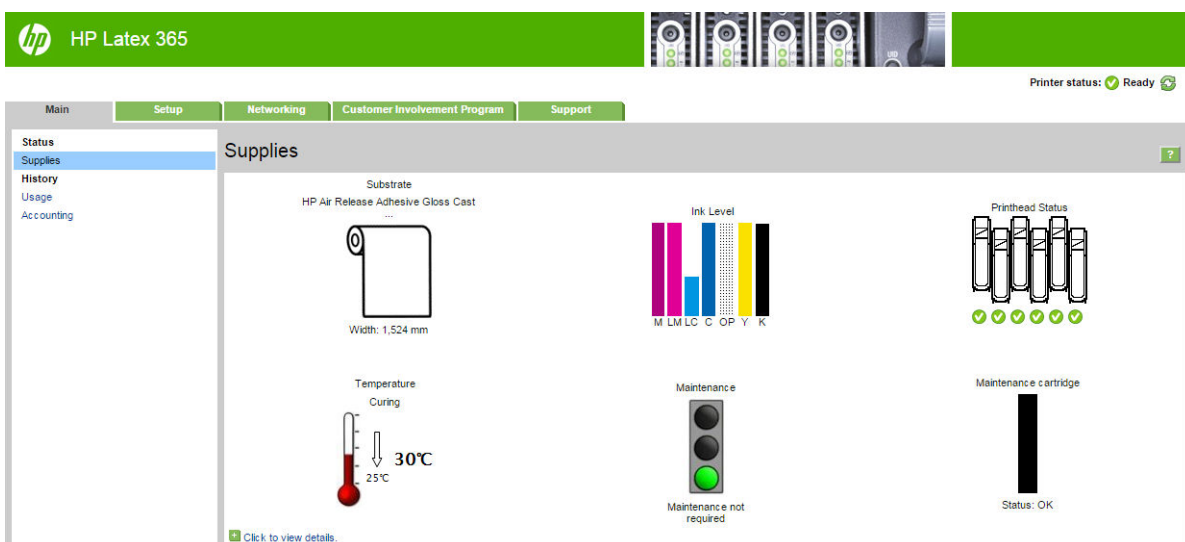 hp HP Latex 365
UID
Printer status: Ready
Main Setup Networking Customer Involvement Program Support
Status
Supplies
History
Usage
Accounting
Supplies
?
Substrate
HP Air Release Adhesive Gloss Cast
...
Width: 1,524 mm
Ink Level
M LM LC C OP Y K
Printhead Status
Temperature
Curing
30℃
25℃
Maintenance
Maintenance not
required
Maintenance cartridge
Status: OK
+ Click to view details.